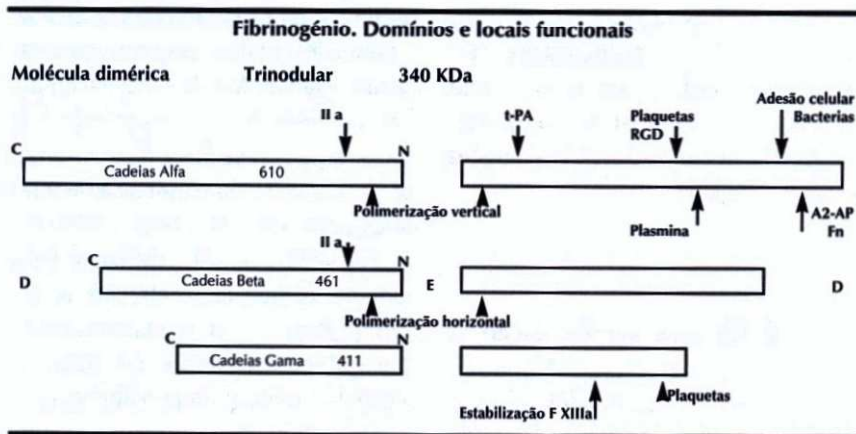 Fibrinogénio. Domínios e locais funcionais
Molécula dimérica Trinodular 340 KDa
II a
t-PA
Plaquetas
RGD
Adesão celular
Bacterias
C
N
Cadeias Alfa 610
Polimerização vertical
Plasmina
A2-AP
Fn
II a
C
N
D
Cadeias Beta 461
E
D
Polimerização horizontal
C
N
Cadeias Gama 411
Plaquetas
Estabilização F XIIIa